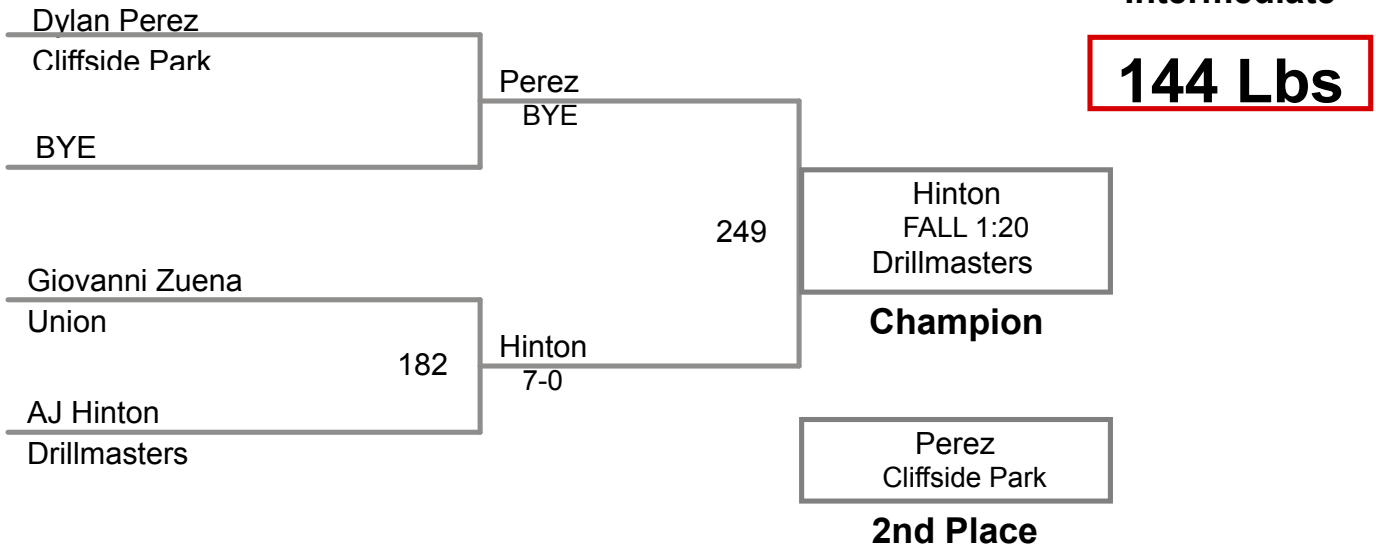 Intermediate
144 Lbs
Dylan Perez
Cliffside Park
BYE
Perez
BYE
Giovanni Zuena
Union
182
AJ Hinton
Drillmasters
Hinton
7-0
249
Hinton
FALL 1:20
Drillmasters
Champion
Perez
Cliffside Park
2nd Place